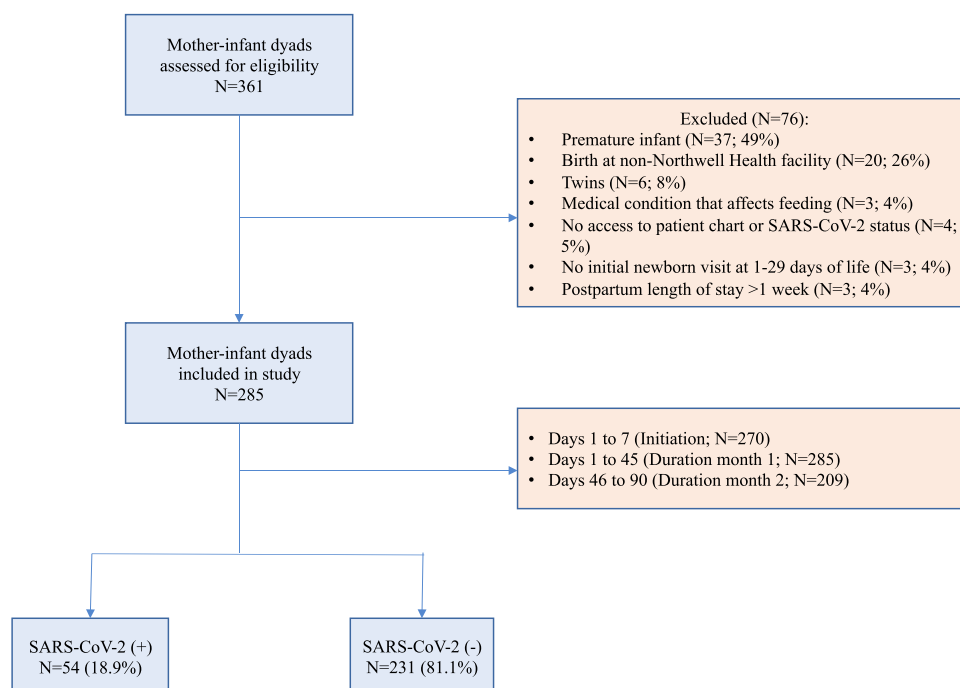 Mother-infant dyads
assessed for eligibility
N=361
Excluded (N=76):
• Premature infant (N=37; 49%)
• Birth at non-Northwell Health facility (N=20; 26%)
• Twins (N=6; 8%)
• Medical condition that affects feeding (N=3; 4%)
• No access to patient chart or SARS-CoV-2 status (N=4;
5%)
• No initial newborn visit at 1-29 days of life (N=3; 4%)
• Postpartum length of stay >1 week (N=3; 4%)
Mother-infant dyads
included in study
N=285
• Days 1 to 7 (Initiation; N=270)
• Days 1 to 45 (Duration month 1; N=285)
• Days 46 to 90 (Duration month 2; N=209)
SARS-CoV-2 (+)
N=54 (18.9%)
SARS-CoV-2 (-)
N=231 (81.1%)